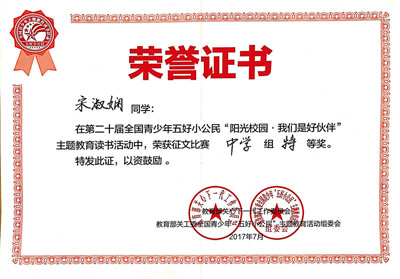 荣誉证书
宋淑娴 同学:
在第二十届全国青少年五好小公民“阳光校园·我们是好伙伴”
主题教育读书活动中,荣获征文比赛 中学 组 特 等奖。
特发此证,以资鼓励。
教育部关心下一代工作委员会
教育部关工委全国青少年“五好小公民”主题教育活动组委会
2017年7月